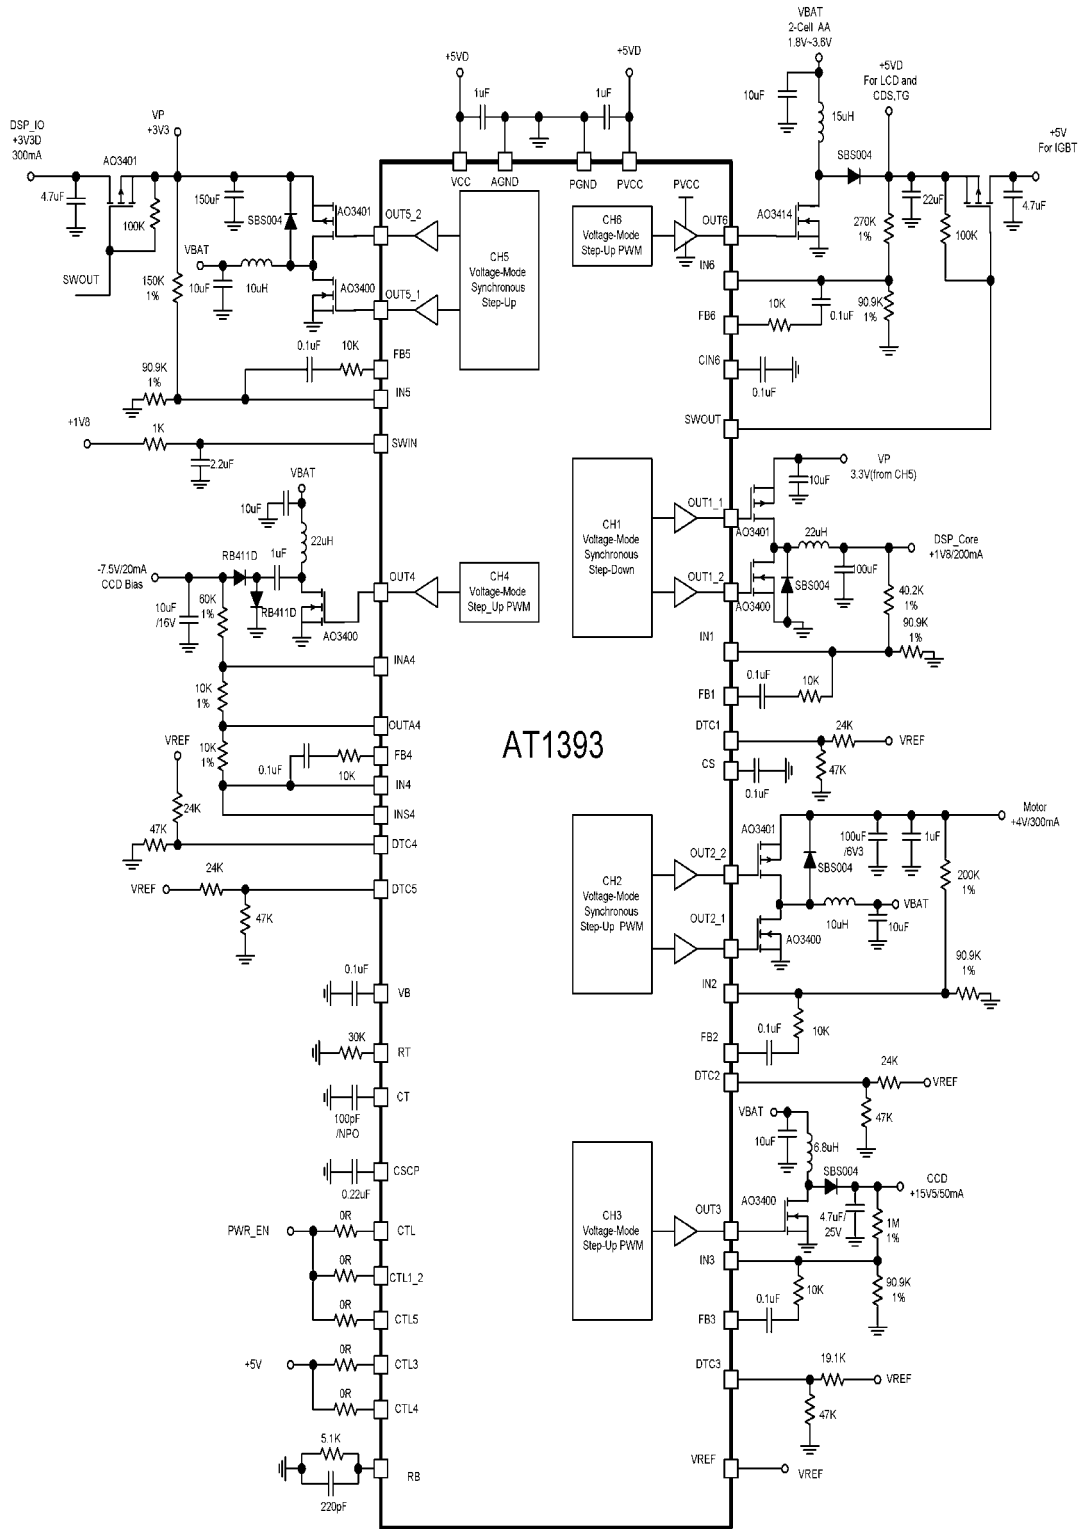 VBAT
2-Cell AA
1.8V~3.6V
+5VD
+5VD
+5VD
For LCD and
CDS,TG
1uF
1uF
10uF
15uH
DSP_IO
+3V3D
300mA
VP
+3V3
AO3401
+5V
For IGBT
SBS004
VCC
AGND
PGND
PVCC
PVCC
4.7uF
100K
150uF
SBS004
AO3401
OUT5_2
CH5
Voltage-Mode
Synchronous
Step-Up
CH6
Voltage-Mode
Step-Up PWM
OUT6
AO3414
270K
1%
22uF
100K
4.7uF
VBAT
SWOUT
10uF
10uH
AO3400
OUT5_1
IN6
150K
1%
10K
0.1uF
90.9K
1%
FB6
0.1uF
10K
FB5
90.9K
1%
IN5
CIN6
0.1uF
+1V8
1K
SWIN
2.2uF
SWOUT
VBAT
10uF
22uH
VP
3.3V(from CH5)
10uF
OUT1_1
AO3401
CH1
Voltage-Mode
Synchronous
Step-Down
22uH
DSP_Core
+1V8/200mA
-7.5V/20mA
CCD Bias
RB411D
1uF
OUT4
CH4
Voltage-Mode
Step_Up PWM
OUT1_2
AO3400
SBS004
100uF
40.2K
1%
10uF
/16V
60K
1%
RB411D
AO3400
90.9K
1%
IN1
INA4
10K
1%
0.1uF
10K
FB1
OUTA4
DTC1
24K
VREF
VREF
10K
1%
0.1uF
10K
FB4
AT1393
47K
CS
0.1uF
IN4
24K
INS4
47K
DTC4
Motor
+4V/300mA
AO3401
100uF
/6V3
1uF
OUT2_2
SBS004
200K
1%
CH2
Voltage-Mode
Synchronous
Step-Up PWM
VREF
24K
DTC5
47K
VBAT
10uH
10uF
OUT2_1
AO3400
90.9K
1%
0.1uF
VB
IN2
30K
RT
0.1uF
10K
FB2
24K
DTC2
VREF
47K
CT
100pF
/NPO
VBAT
10uF
6.8uH
CSCP
0.22uF
SBS004
CCD
+15V5/50mA
CH3
Voltage-Mode
Step-Up PWM
OUT3
AO3400
4.7uF/
25V
1M
1%
PWR_EN
0R
CTL
0R
CTL1_2
IN3
10K
90.9K
1%
0.1uF
0R
CTL5
FB3
+5V
0R
CTL3
DTC3
19.1K
VREF
0R
CTL4
47K
5.1K
RB
220pF
VREF
VREF